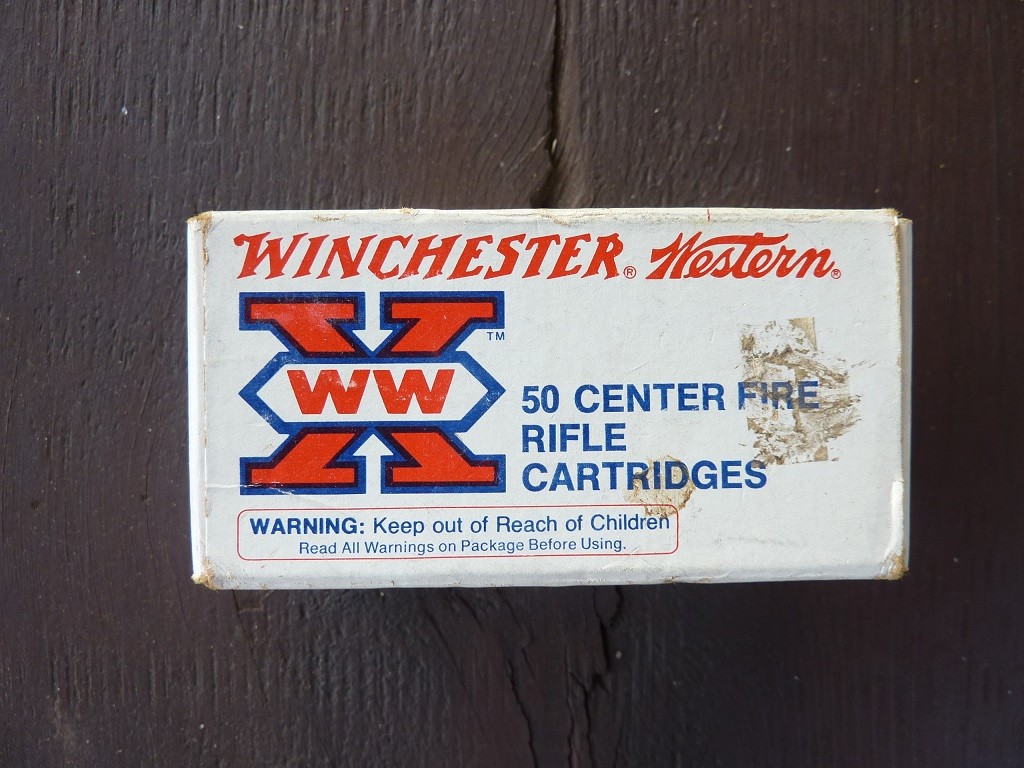 WINCHESTER® Western®
WW
TM
50 CENTER FIRE
RIFLE
CARTRIDGES
WARNING: Keep out of Reach of Children
Read All Warnings on Package Before Using.